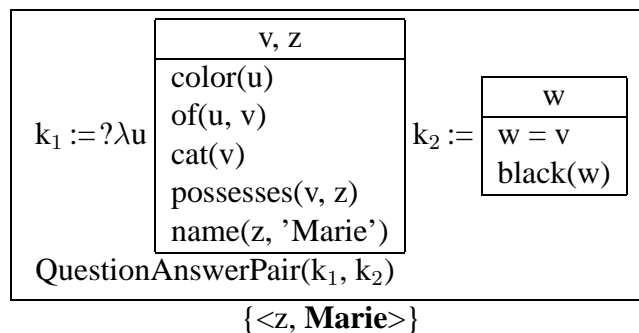 v, z
color(u)
of(u, v)
cat(v)
possesses(v, z)
name(z, ’Marie’)
k₁ := ?λu
k₂ :=
w
w = v
black(w)
QuestionAnswerPair(k₁, k₂)
{<z, Marie>}